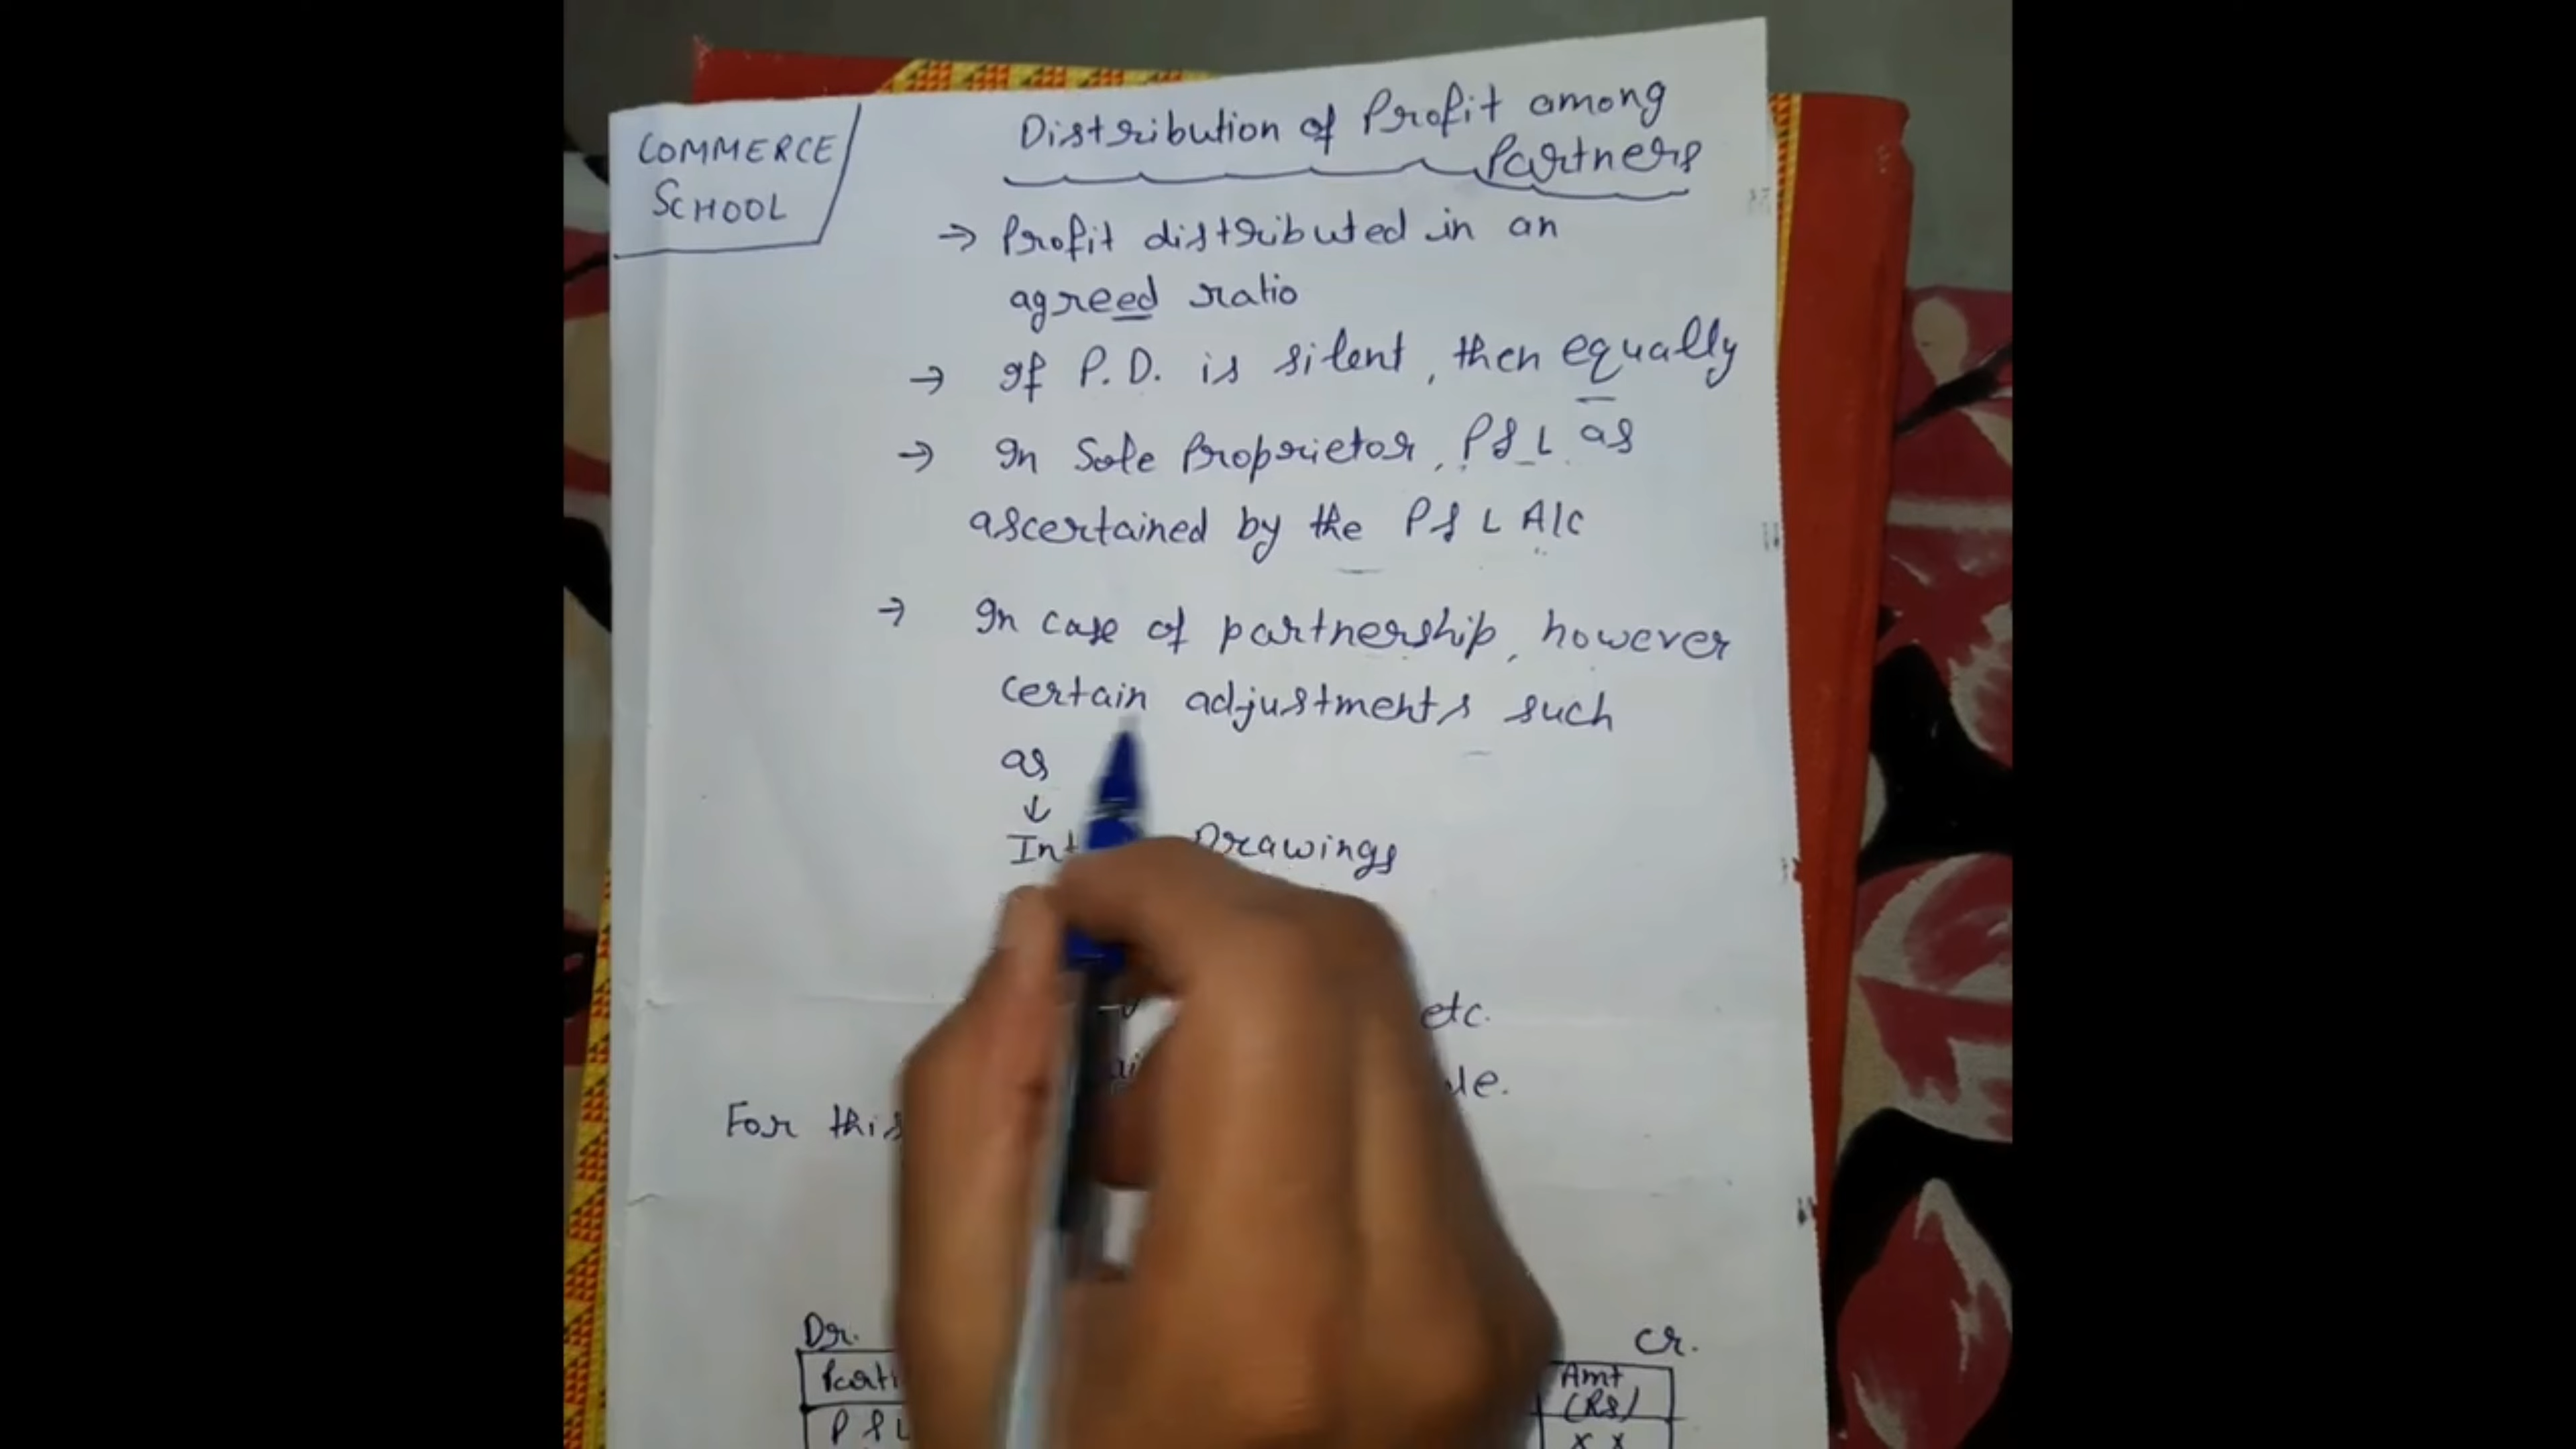 COMMERCE
SCHOOL
Distribution of Profit among
Partners
→ Profit distributed in an
agreed ratio
→ If P.D. is silent, then equally
→ In Sole Proprietor, P & L as
ascertained by the P & L A/c
→ In case of partnership, however
certain adjustments such
as
↓
Drawings
etc.
For this
Dr.
Cr.
Amt
(Rs)
P & L
x x